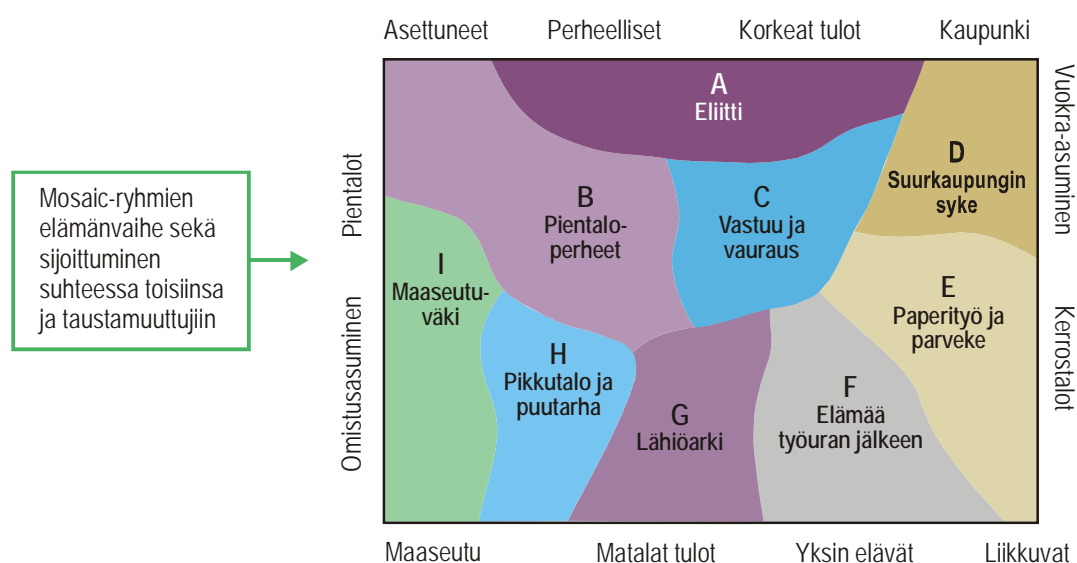 Asettuneet
Perheelliset
Korkeat tulot
Kaupunki
Mosaic-ryhmien
elämänvaihe sekä
sijoittuminen
suhteessa toisiinsa
ja taustamuuttujiin
Pientalot
Omistusasuminen
A
Eliitti
B
Pientalo-
perheet
C
Vastuu ja
vauraus
D
Suurkaupungin
syke
I
Maaseutu-
väki
E
Paperityö ja
parveke
H
Pikkutalo ja
puutarha
G
Lähiöarki
F
Elämää
työuran jälkeen
Vuokra-asuminen
Kerrostalot
Maaseutu
Matalat tulot
Yksin elävät
Liikkuvat